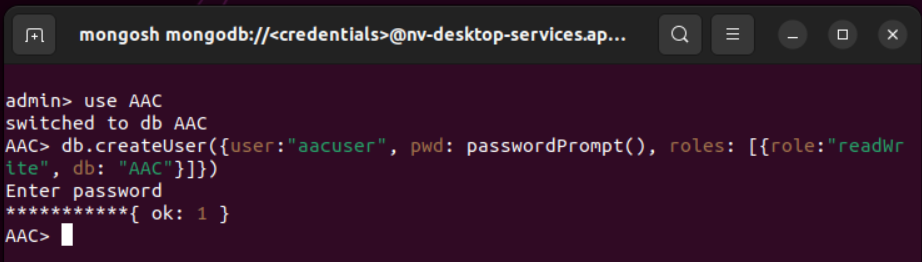 mongosh mongodb://<credentials>@nv-desktop-services.ap...
admin> use AAC
switched to db AAC
AAC> db.createUser({user:"aacuser", pwd: passwordPrompt(), roles: [{role:"readWr
ite", db: "AAC"}]})
Enter password
***********{ ok: 1 }
AAC>